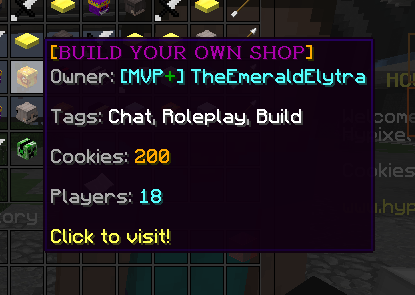 [BUILD YOUR OWN SHOP]
Owner: [MVP+] TheEmeraldElytra
Tags: Chat, Roleplay, Build
Cookies: 200
Players: 18
Click to visit!